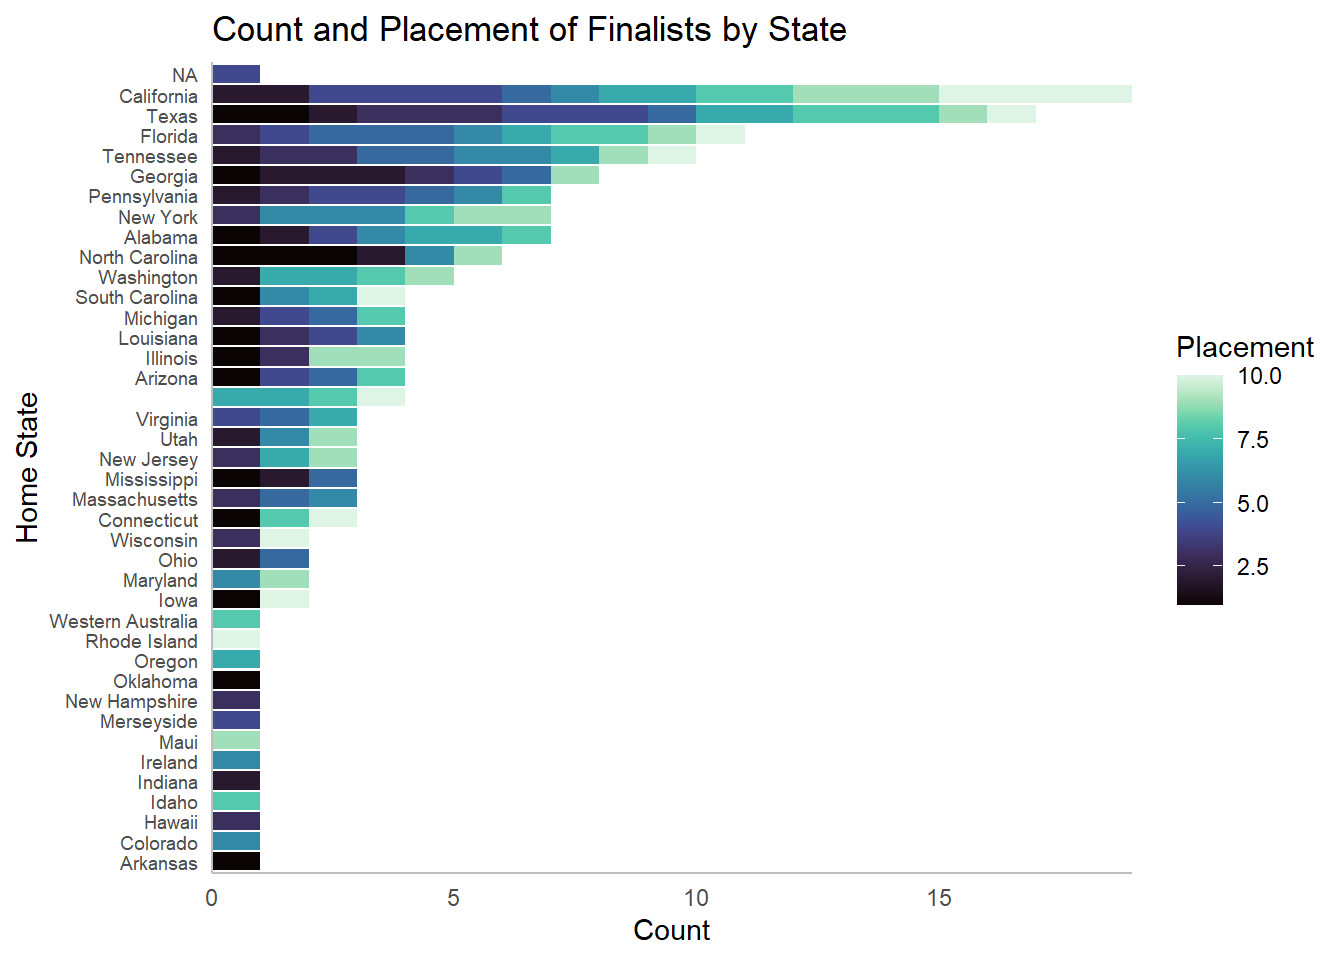 Count and Placement of Finalists by State
NA
California
Texas
Florida
Tennessee
Georgia
Pennsylvania
New York
Alabama
North Carolina
Washington
South Carolina
Michigan
Louisiana
Illinois
Arizona
Virginia
Utah
New Jersey
Mississippi
Massachusetts
Connecticut
Wisconsin
Ohio
Maryland
Iowa
Western Australia
Rhode Island
Oregon
Oklahoma
New Hampshire
Merseyside
Maui
Ireland
Indiana
Idaho
Hawaii
Colorado
Arkansas
Home State
0 5 10 15
Count
Placement
10.0
7.5
5.0
2.5